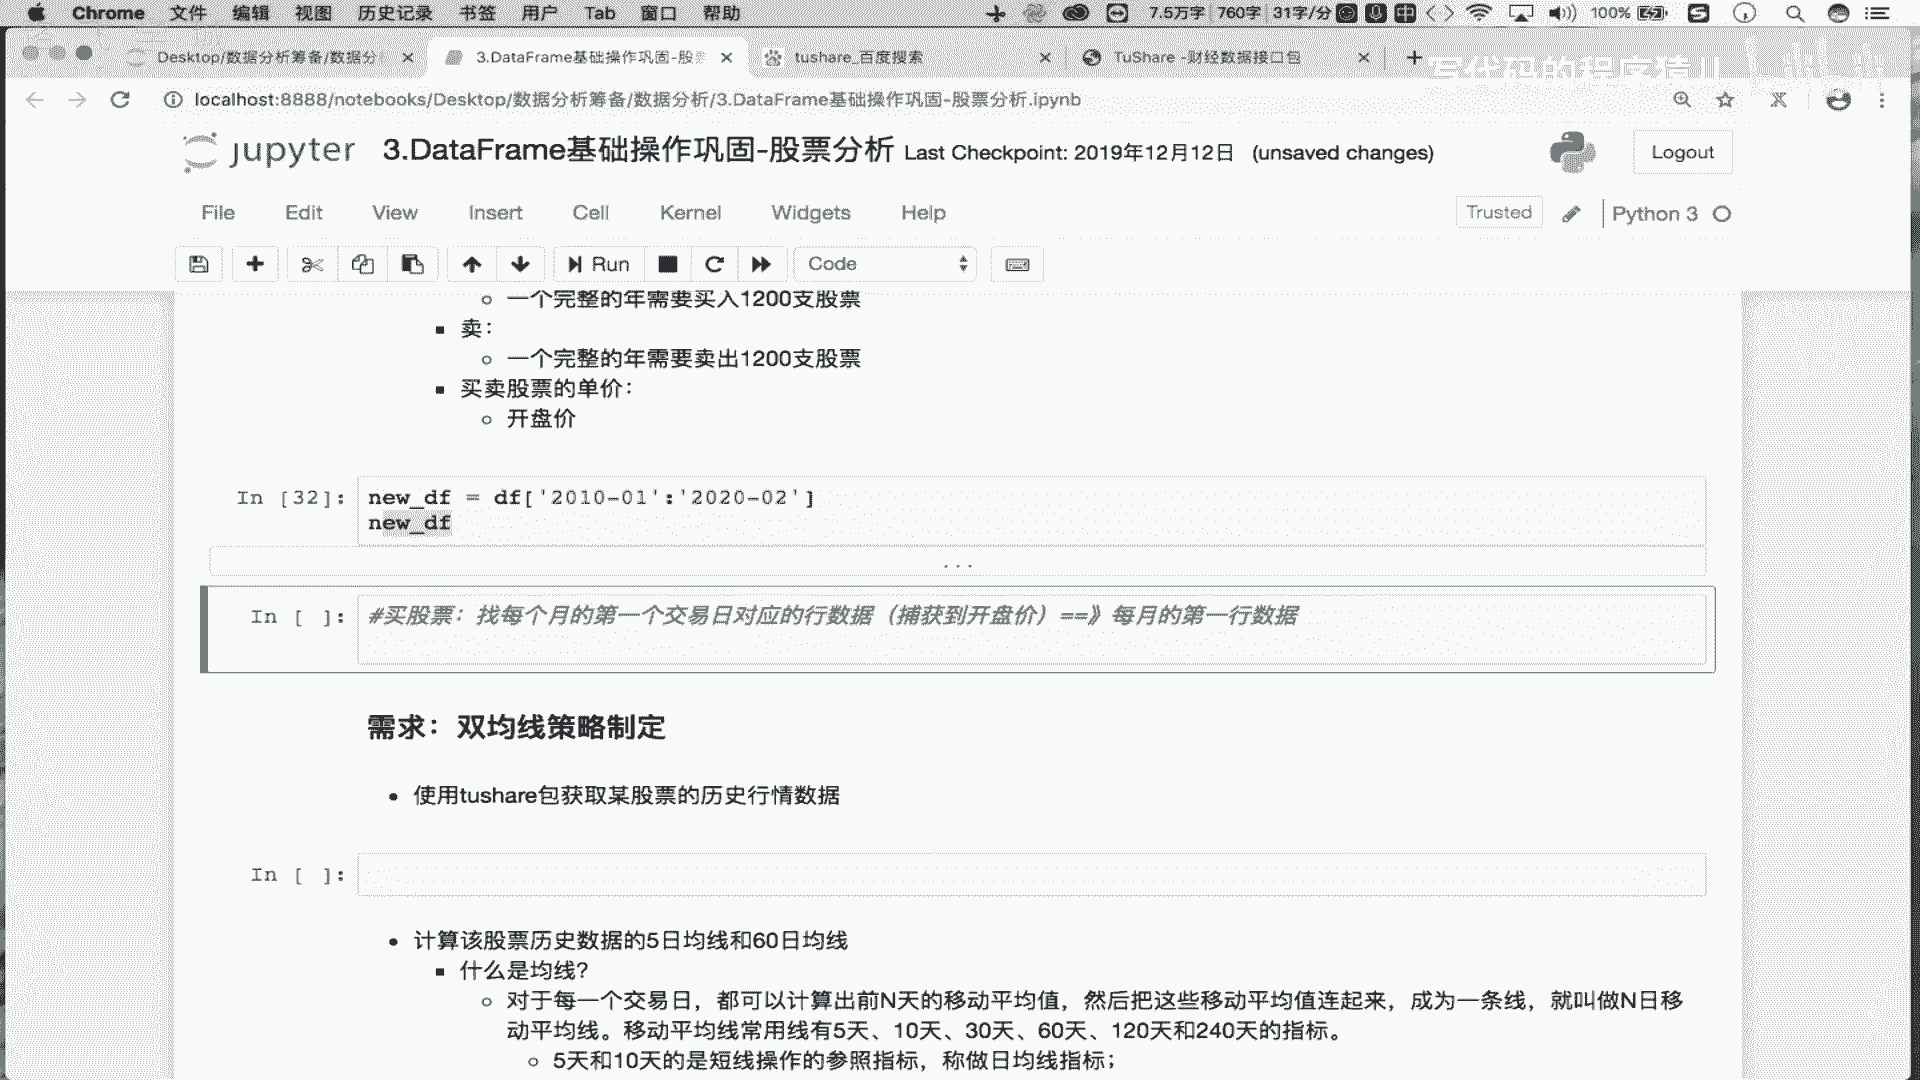 Chrome 文件 编辑 视图 历史记录 书签 用户 Tab 窗口 帮助 7.5万字 760字 31字/分 中 100%
Desktop/数据分析筹备/数据分 3.DataFrame基础操作巩固-股 tushare_百度搜索 TuShare -财经数据接口包
写代码的程序猿JL bilibili
localhost:8888/notebooks/Desktop/数据分析筹备/数据分析/3.DataFrame基础操作巩固-股票分析.ipynb
jupyter 3.DataFrame基础操作巩固-股票分析 Last Checkpoint: 2019年12月12日 (unsaved changes) Logout
File Edit View Insert Cell Kernel Widgets Help Trusted Python 3
Run Code
一个完整的年需要买入1200支股票
卖：
一个完整的年需要卖出1200支股票
买卖股票的单价：
开盘价
In [32]: new_df = df['2010-01':'2020-02']
new_df
...
In [ ]: #买股票：找每个月的第一个交易日对应的行数据（捕获到开盘价）==》每月的第一行数据
需求：双均线策略制定
使用tushare包获取某股票的历史行情数据
In [ ]:
计算该股票历史数据的5日均线和60日均线
什么是均线？
对于每一个交易日，都可以计算出前N天的移动平均值，然后把这些移动平均值连起来，成为一条线，就叫做N日移
动平均线。移动平均线常用线有5天、10天、30天、60天、120天和240天的指标。
5天和10天的是短线操作的参照指标，称做日均线指标；